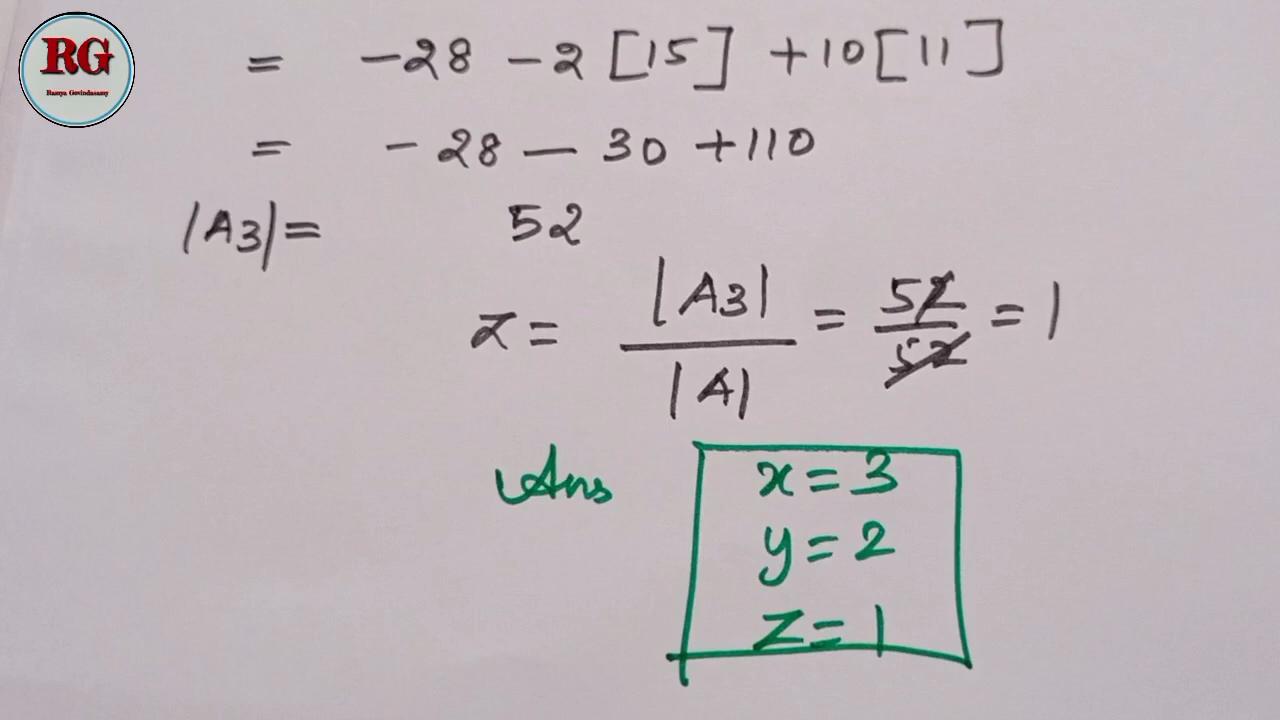 RG
Ramya Govindasamy
= -28 -2 [15] +10 [11]
= -28 - 30 +110
|A3| = 52
z = |A3| / |A| = 52 / 52 = 1
Ans
x = 3
y = 2
z = 1